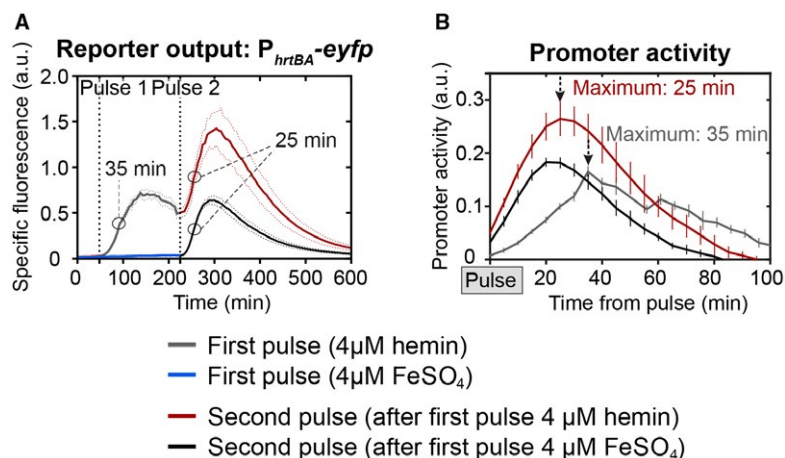 A
Reporter output: PhrtBA-eyfp
Specific fluorescence (a.u.)
2.0
1.5
1.0
0.5
0
Pulse 1
Pulse 2
35 min
25 min
0
100
200
300
400
500
600
Time (min)
B
Promoter activity
Promoter activity (a.u.)
0.3
0.2
0.1
0
Maximum: 25 min
Maximum: 35 min
Pulse
20
40
60
80
100
Time from pulse (min)
First pulse (4µM hemin)
First pulse (4µM FeSO₄)
Second pulse (after first pulse 4 µM hemin)
Second pulse (after first pulse 4 µM FeSO₄)